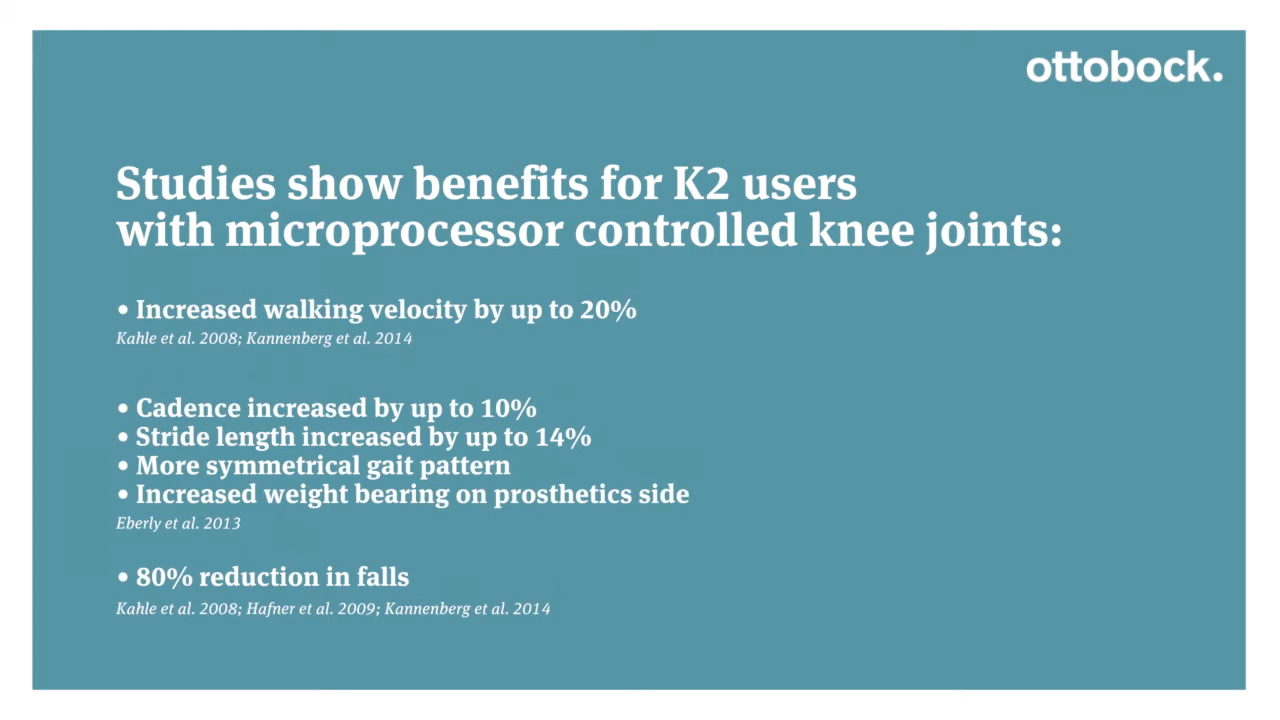 ottobock.
Studies show benefits for K2 users
with microprocessor controlled knee joints:
• Increased walking velocity by up to 20%
Kahle et al. 2008; Kannenberg et al. 2014
• Cadence increased by up to 10%
• Stride length increased by up to 14%
• More symmetrical gait pattern
• Increased weight bearing on prosthetics side
Eberly et al. 2013
• 80% reduction in falls
Kahle et al. 2008; Hafner et al. 2009; Kannenberg et al. 2014